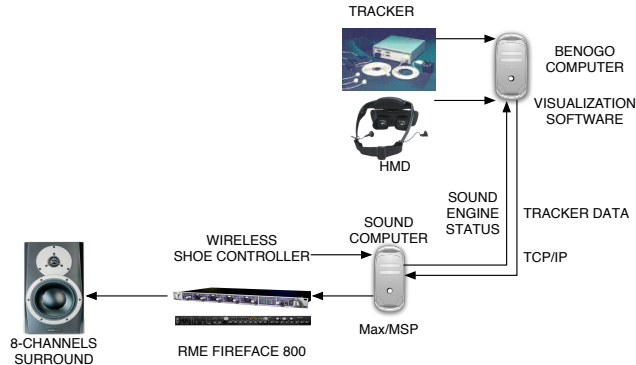 TRACKER
BENOGO
COMPUTER
VISUALIZATION
SOFTWARE
HMD
SOUND
ENGINE
STATUS
TRACKER DATA
TCP/IP
SOUND
COMPUTER
WIRELESS
SHOE CONTROLLER
Max/MSP
8-CHANNELS
SURROUND
RME FIREFACE 800